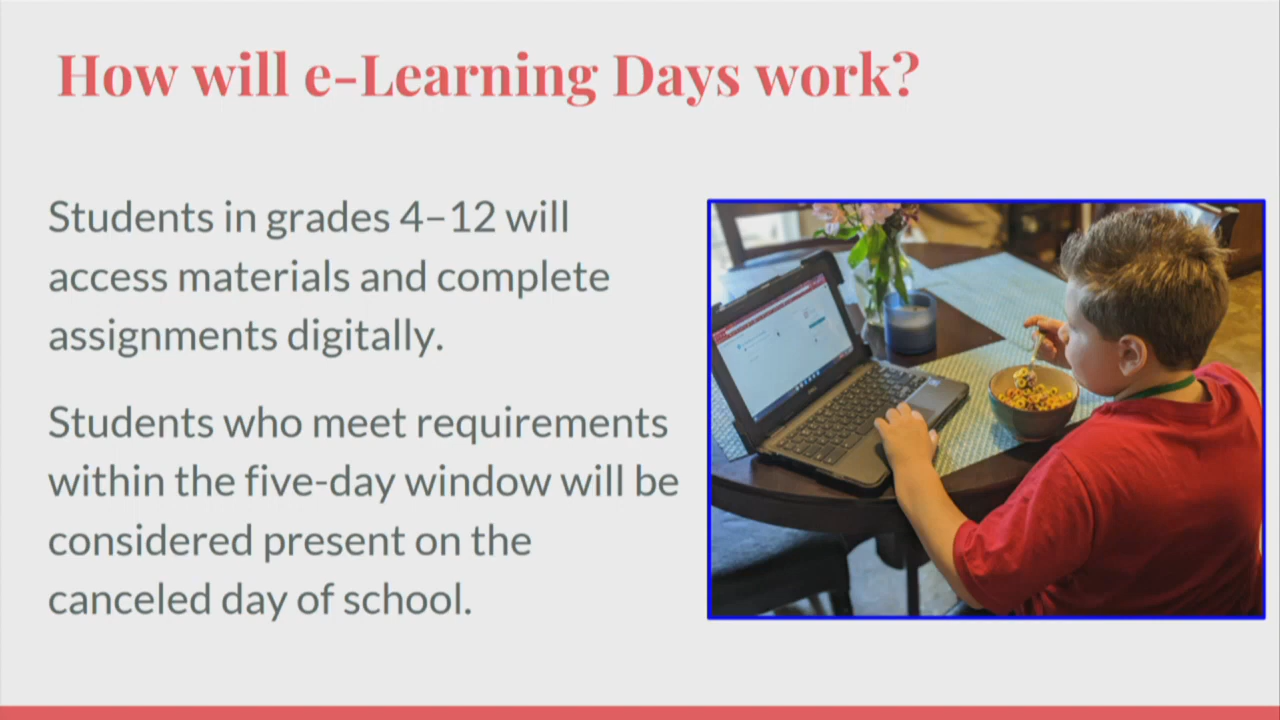 How will e-Learning Days work?
Students in grades 4–12 will
access materials and complete
assignments digitally.
Students who meet requirements
within the five-day window will be
considered present on the
canceled day of school.